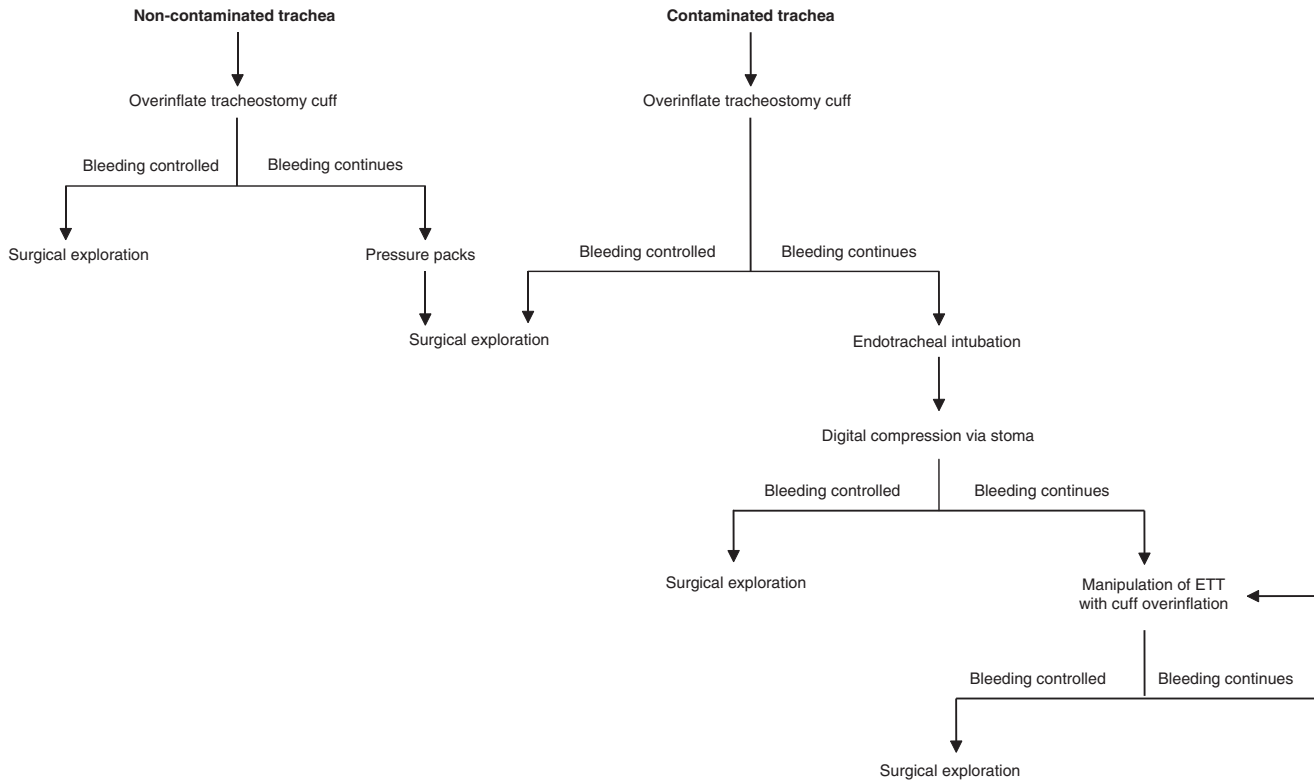 Non-contaminated trachea
Contaminated trachea
Overinflate tracheostomy cuff
Overinflate tracheostomy cuff
Bleeding controlled
Bleeding continues
Surgical exploration
Pressure packs
Bleeding controlled
Bleeding continues
Surgical exploration
Endotracheal intubation
Digital compression via stoma
Bleeding controlled
Bleeding continues
Surgical exploration
Manipulation of ETT
with cuff overinflation
Bleeding controlled
Bleeding continues
Surgical exploration